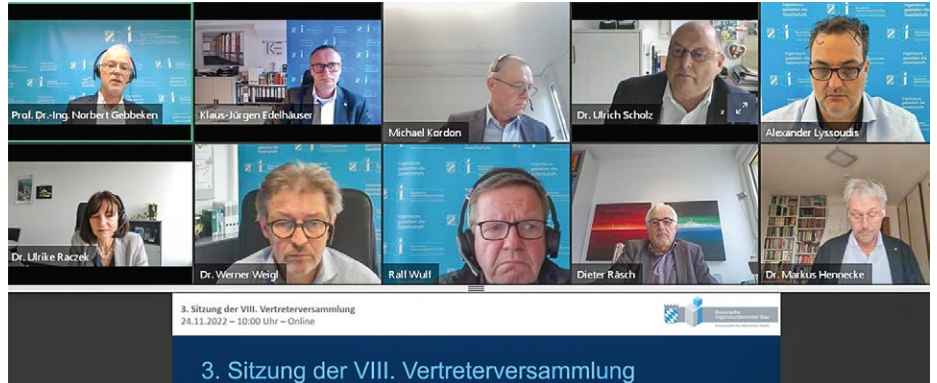 Prof. Dr.-Ing. Norbert Gebbeken
Klaus-Jürgen Edelhäuser
Michael Kordon
Dr. Ulrich Scholz
Alexander Lyssoudis
Dr. Ulrike Raczek
Dr. Werner Weigl
Ralf Wulf
Dieter Räsch
Dr. Markus Hennecke
3. Sitzung der VIII. Vertreterversammlung
24.11.2022 – 10:00 Uhr – Online
Bayerische
Ingenieurekammer-Bau
3. Sitzung der VIII. Vertreterversammlung